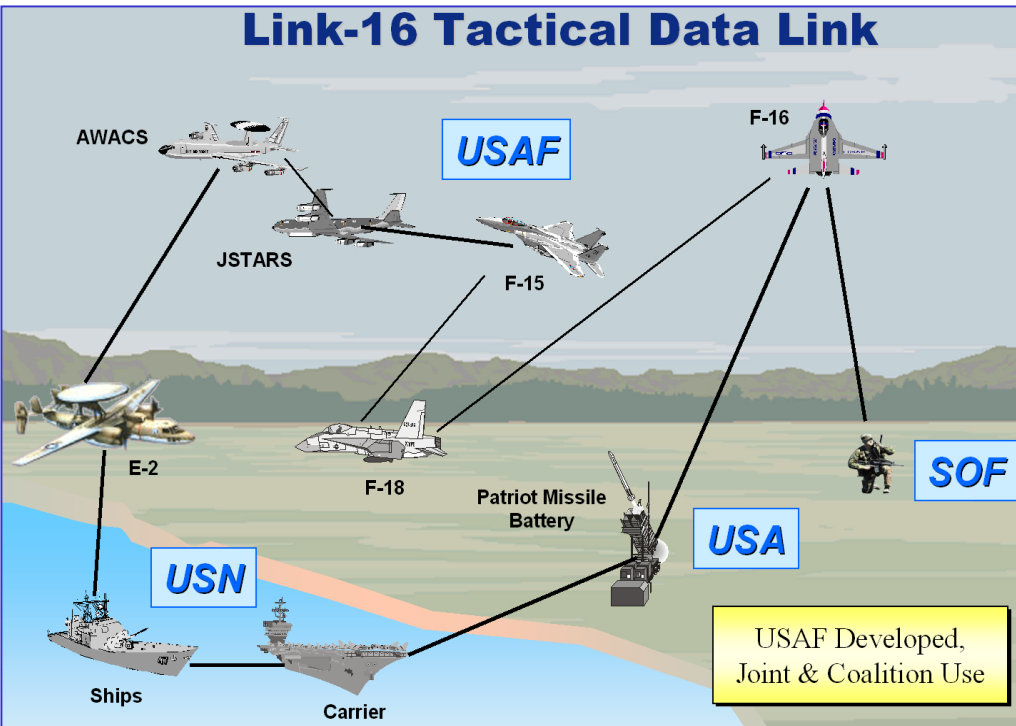 Link-16 Tactical Data Link
AWACS
USAF
F-16
JSTARS
F-15
E-2
F-18
Patriot Missile
Battery
SOF
USA
USN
USAF Developed,
Joint & Coalition Use
Ships
Carrier